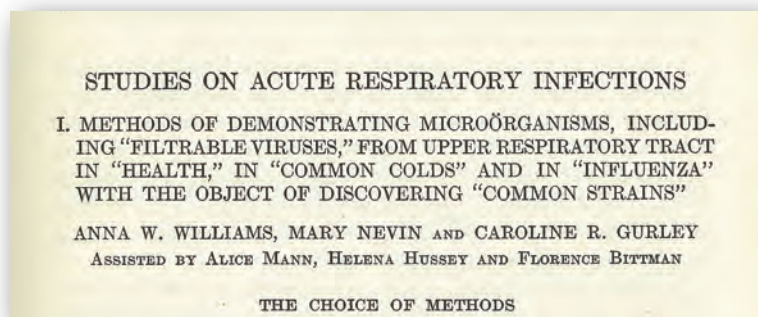 STUDIES ON ACUTE RESPIRATORY INFECTIONS
I. METHODS OF DEMONSTRATING MICROÖRGANISMS, INCLUD-
ING "FILTRABLE VIRUSES," FROM UPPER RESPIRATORY TRACT
IN "HEALTH," IN "COMMON COLDS" AND IN "INFLUENZA"
WITH THE OBJECT OF DISCOVERING "COMMON STRAINS"
ANNA W. WILLIAMS, MARY NEVIN AND CAROLINE R. GURLEY
ASSISTED BY ALICE MANN, HELENA HUSSEY AND FLORENCE BITTMAN
THE CHOICE OF METHODS